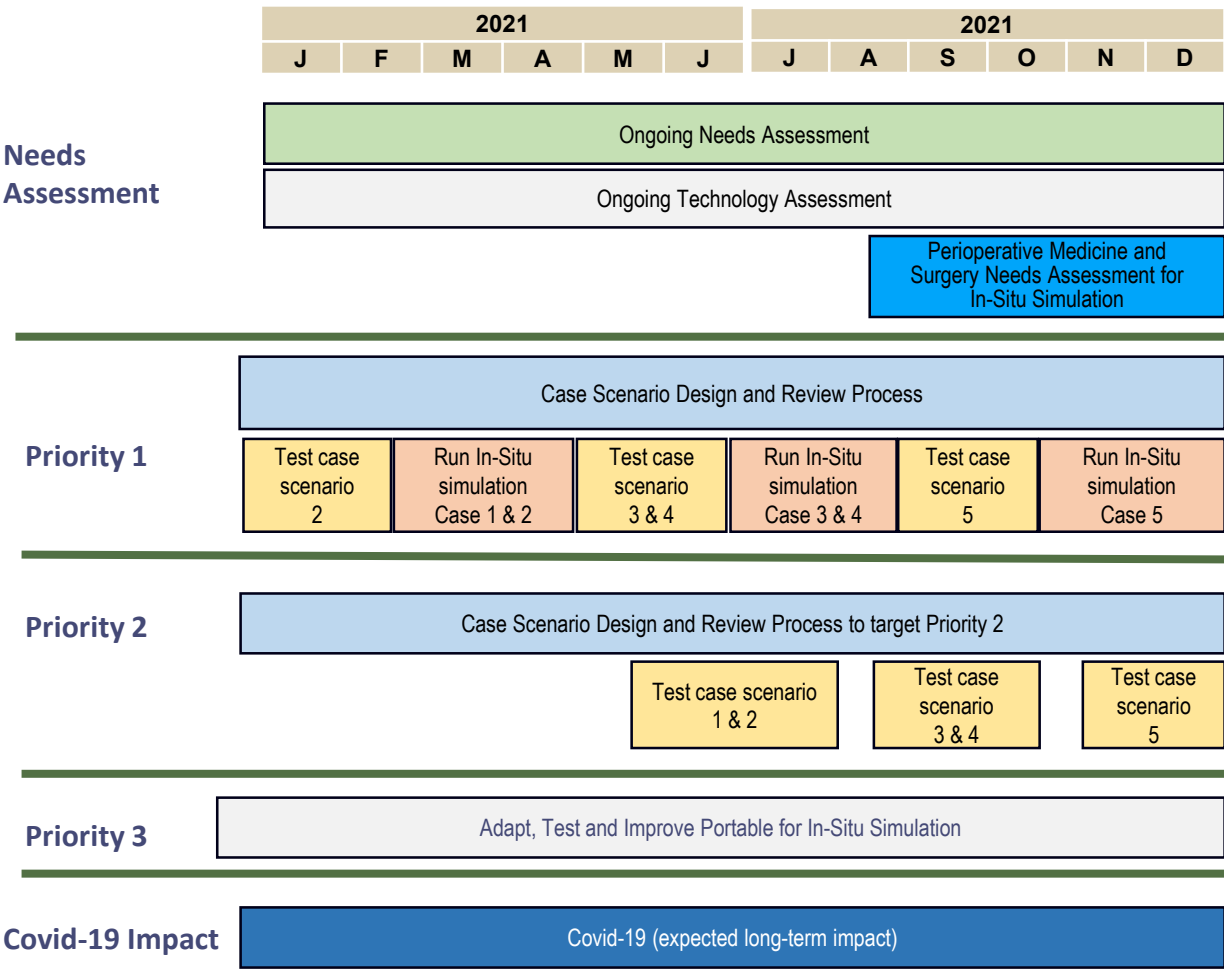 2021 2021
J F M A M J J A S O N D
Needs
Assessment
Ongoing Needs Assessment
Ongoing Technology Assessment
Perioperative Medicine and
Surgery Needs Assessment for
In-Situ Simulation
Priority 1
Case Scenario Design and Review Process
Test case
scenario
2
Run In-Situ
simulation
Case 1 & 2
Test case
scenario
3 & 4
Run In-Situ
simulation
Case 3 & 4
Test case
scenario
5
Run In-Situ
simulation
Case 5
Priority 2
Case Scenario Design and Review Process to target Priority 2
Test case scenario
1 & 2
Test case
scenario
3 & 4
Test case
scenario
5
Priority 3
Adapt, Test and Improve Portable for In-Situ Simulation
Covid-19 Impact
Covid-19 (expected long-term impact)